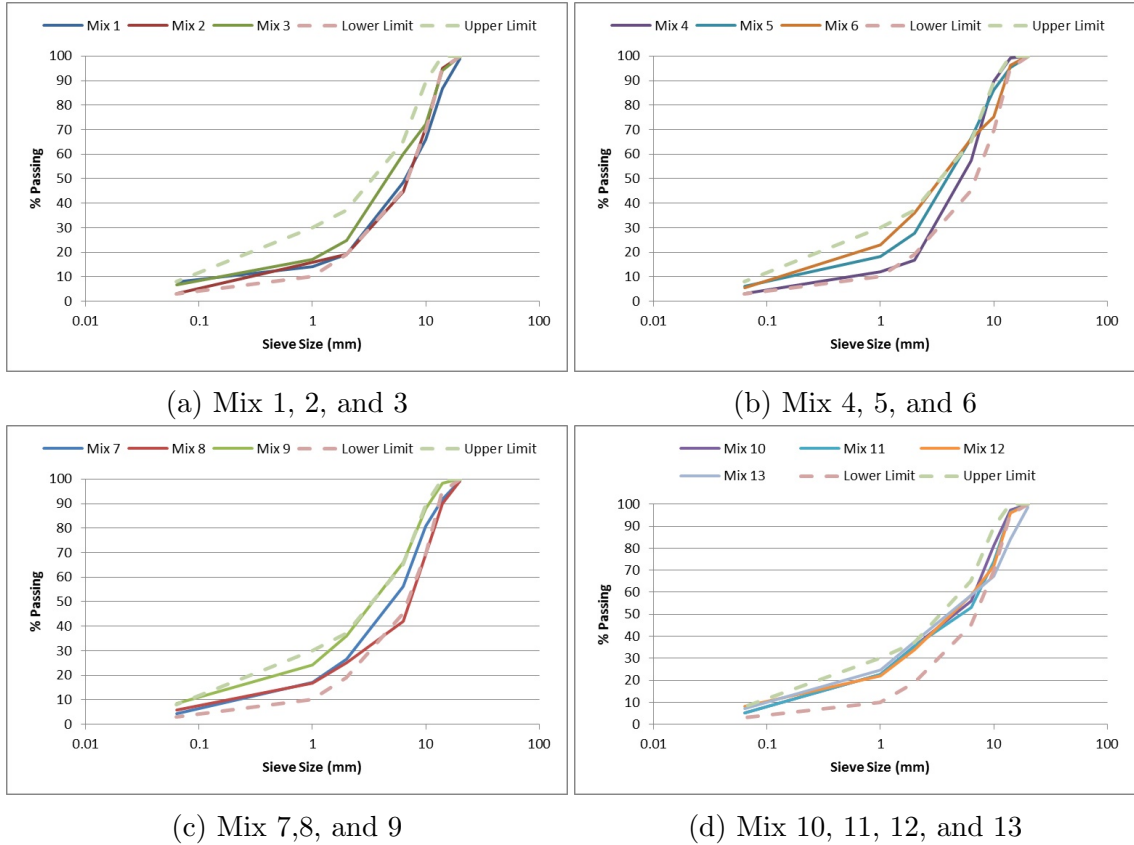 Mix 1 Mix 2 Mix 3 Lower Limit Upper Limit
100
90
80
70
60
50
40
30
20
10
0
% Passing
0.01 0.1 1 10 100
Sieve Size (mm)
(a) Mix 1, 2, and 3
Mix 4 Mix 5 Mix 6 Lower Limit Upper Limit
100
90
80
70
60
50
40
30
20
10
0
% Passing
0.01 0.1 1 10 100
Sieve Size (mm)
(b) Mix 4, 5, and 6
Mix 7 Mix 8 Mix 9 Lower Limit Upper Limit
100
90
80
70
60
50
40
30
20
10
0
% Passing
0.01 0.1 1 10 100
Sieve Size (mm)
(c) Mix 7,8, and 9
Mix 10 Mix 11 Mix 12
Mix 13 Lower Limit Upper Limit
100
90
80
70
60
50
40
30
20
10
0
% Passing
0.01 0.1 1 10 100
Sieve Size (mm)
(d) Mix 10, 11, 12, and 13